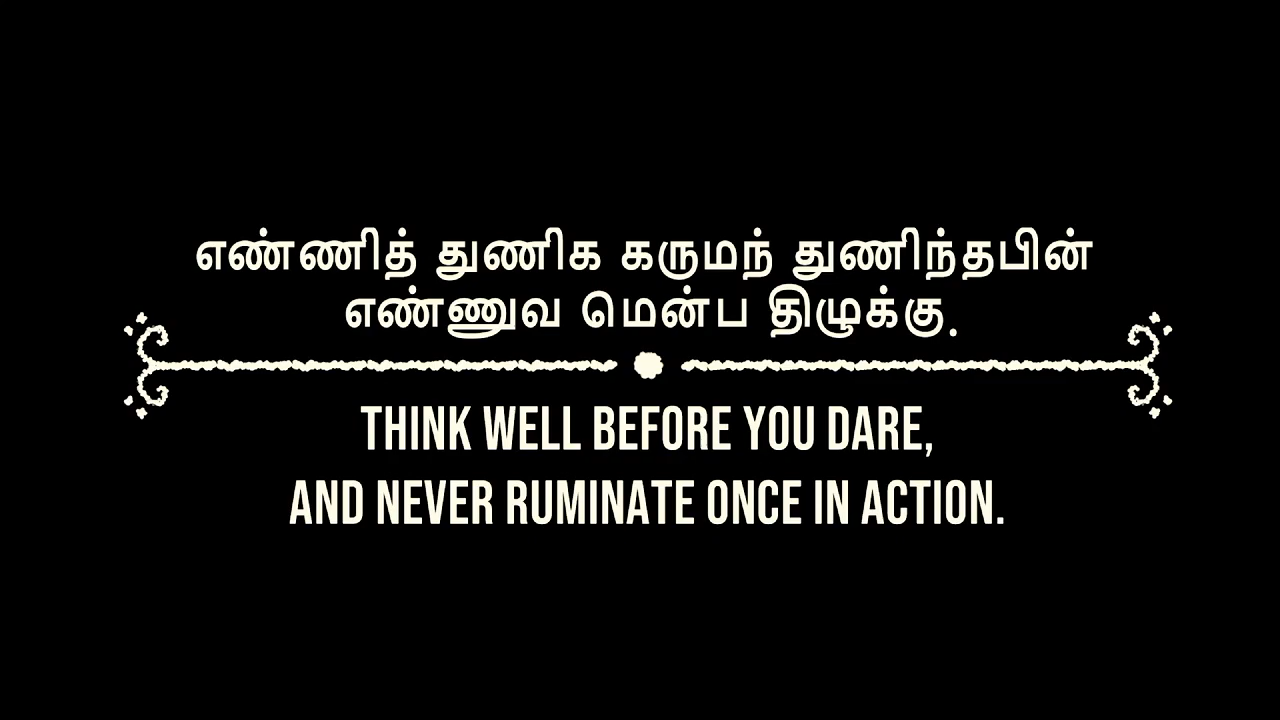 எண்ணித் துணிக கருமந் துணிந்தபின்
எண்ணுவ மென்ப திழுக்கு.
THINK WELL BEFORE YOU DARE,
AND NEVER RUMINATE ONCE IN ACTION.